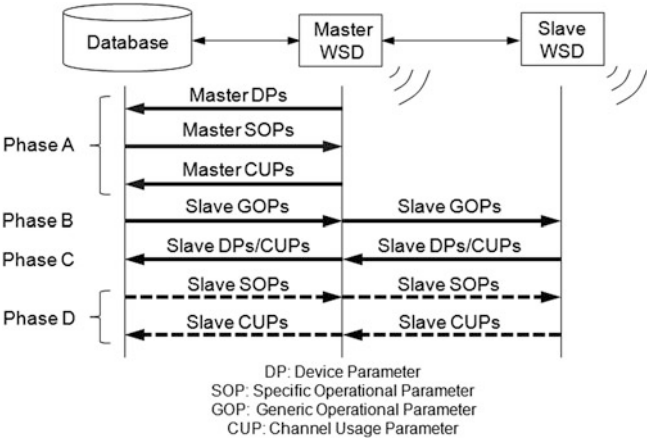 Database
Master WSD
Slave WSD
Master DPs
Phase A
Master SOPs
Master CUPs
Phase B
Slave GOPs
Slave GOPs
Phase C
Slave DPs/CUPs
Slave DPs/CUPs
Phase D
Slave SOPs
Slave SOPs
Slave CUPs
Slave CUPs
DP: Device Parameter
SOP: Specific Operational Parameter
GOP: Generic Operational Parameter
CUP: Channel Usage Parameter